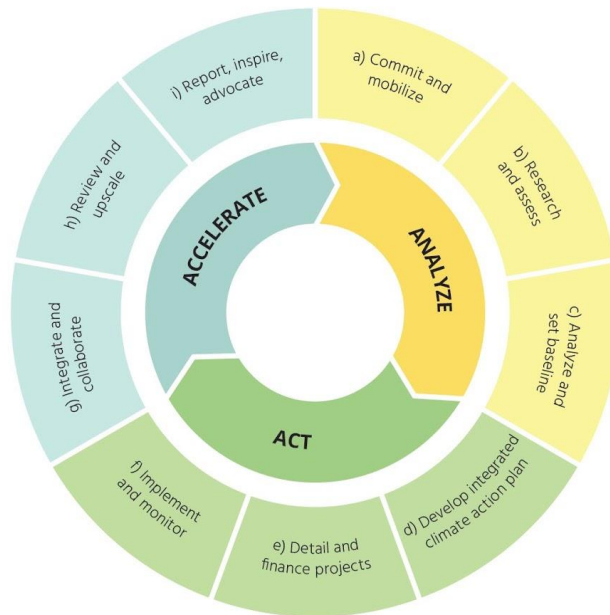 a) Commit and
mobilize
b) Research
and assess
c) Analyze and
set baseline
d) Develop integrated
climate action plan
e) Detail and
finance projects
f) Implement
and monitor
g) Integrate and
collaborate
h) Review and
upscale
i) Report, inspire,
advocate
ANALYZE
ACT
ACCELERATE